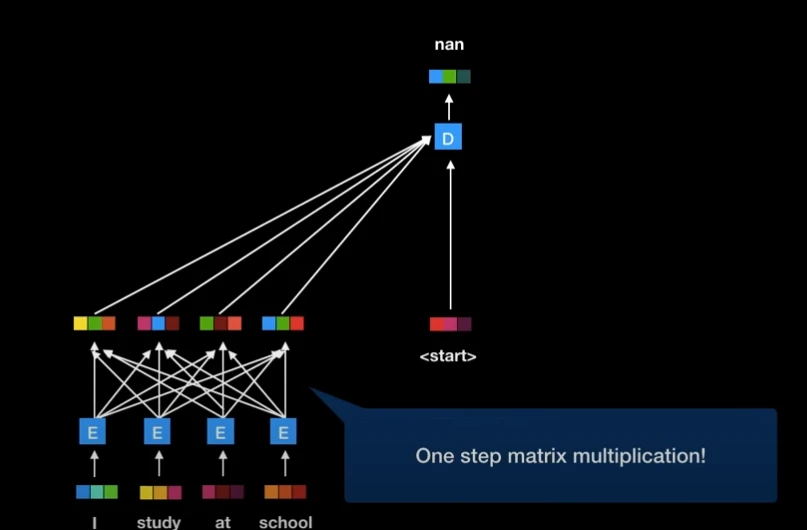 nan
D
<start>
E E E E
One step matrix multiplication!
I study at school